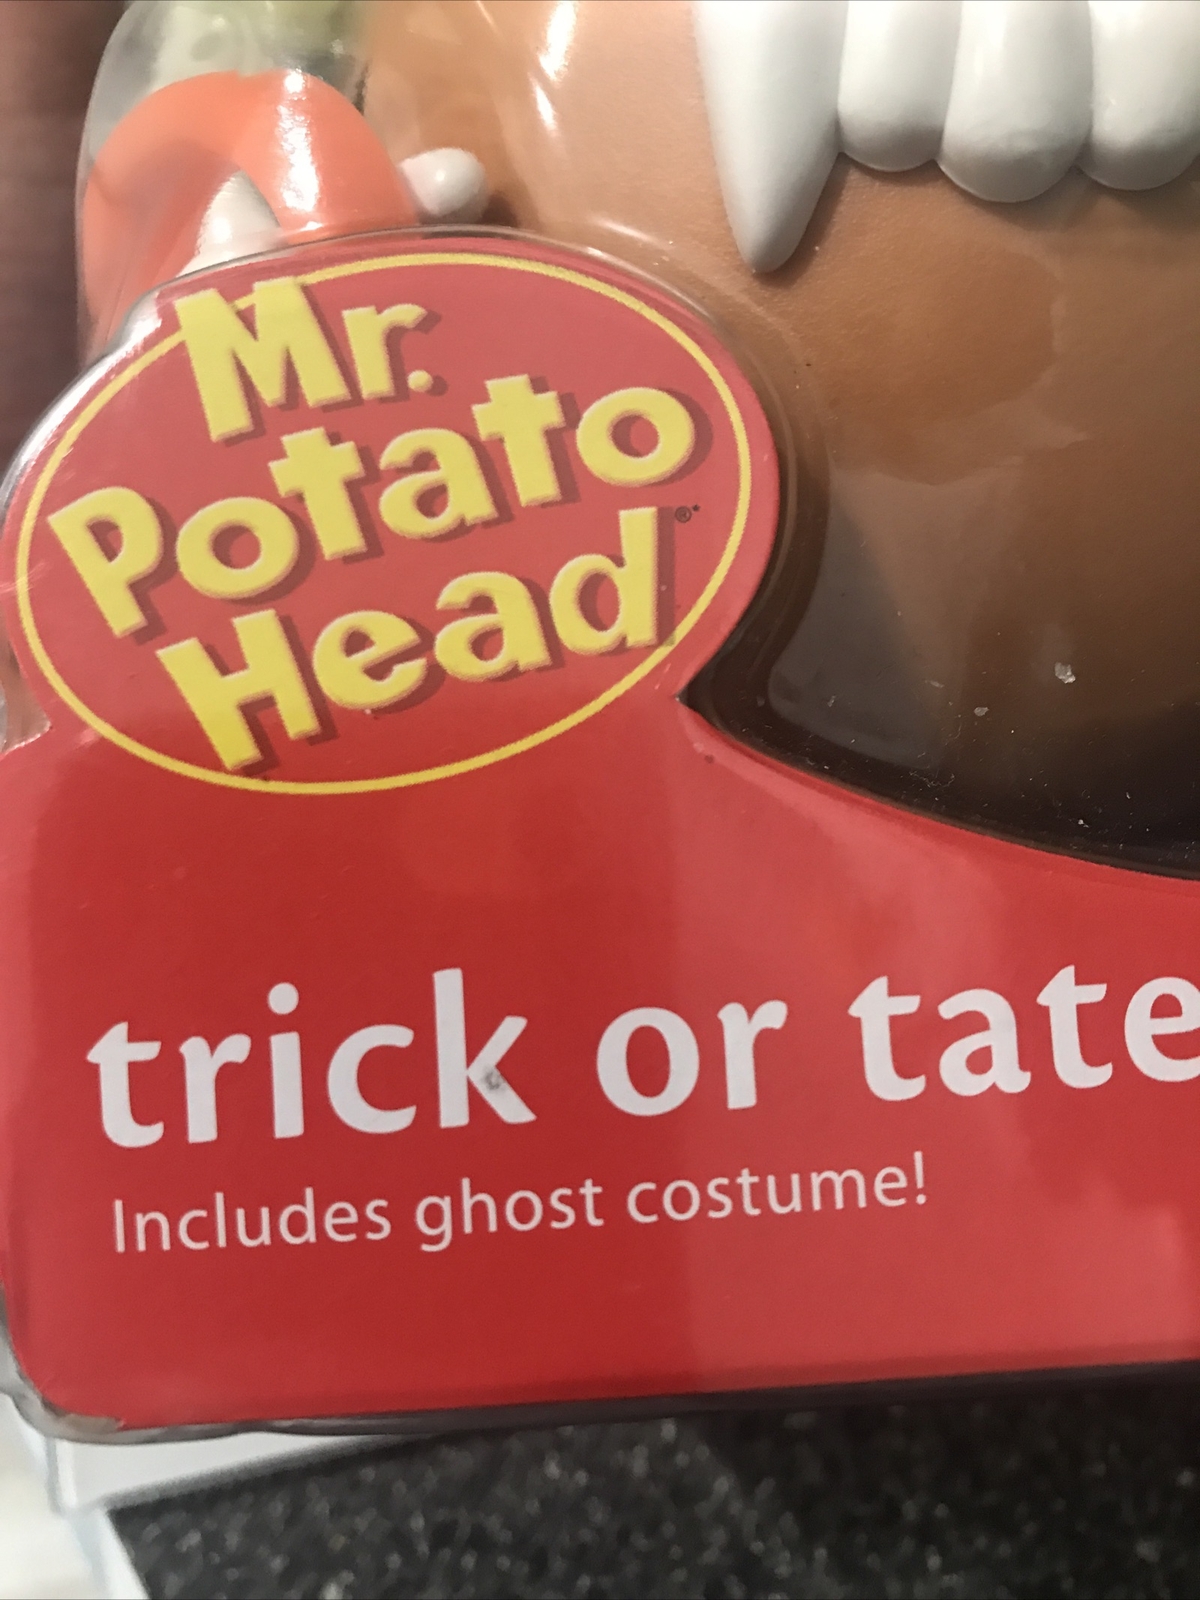 Mr.
Potato
Head®
trick or tate
Includes ghost costume!